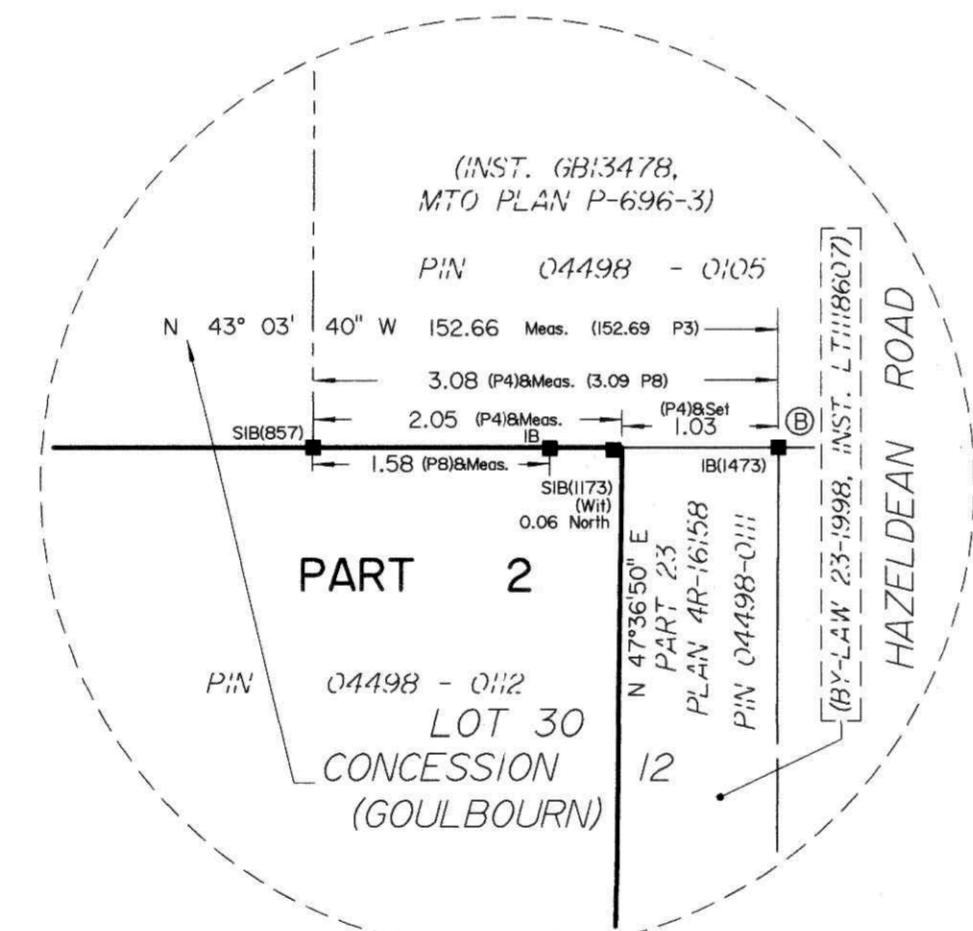 (INST. GB13478,
MTO PLAN P-696-3)
PIN 04498 - 0105
N 43° 03' 40" W 152.66 Meas. (152.69 P3)
3.08 (P4)&Meas. (3.09 P8)
2.05 (P4)&Meas.
(P4)&Set
1.03
B
SIB(857)
IB
1.58 (P8)&Meas.
SIB(1173)
(Wit)
0.06 North
IB(1473)
PART 2
N 47°36'50" E
PART 23
PLAN 4R-16158
PIN 04498-0111
(BY-LAW 23-1998, INST. LT1118607)
HAZELDEAN ROAD
PIN 04498 - 0112
LOT 30
CONCESSION 12
(GOULBOURN)